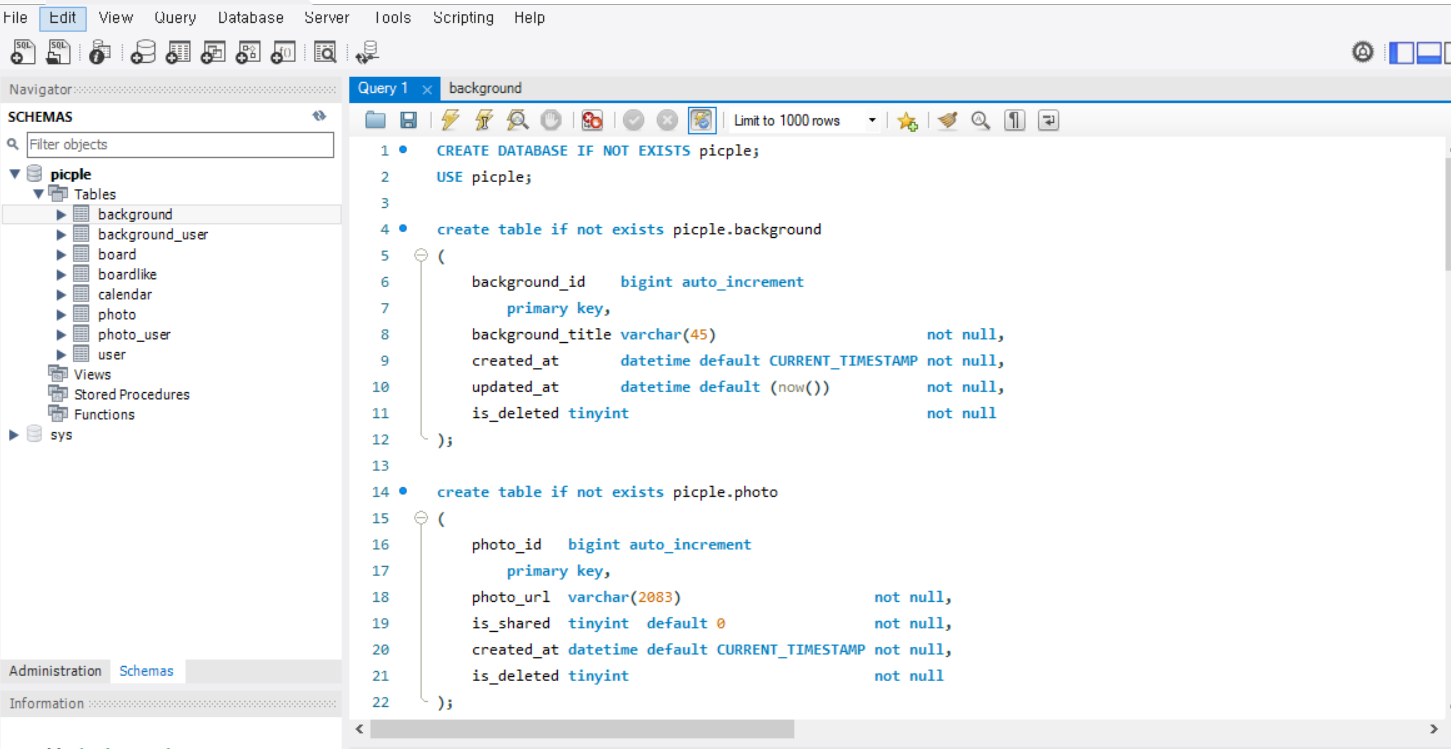 File Edit View Query Database Server Tools Scripting Help
SQL SQL
Navigator
SCHEMAS
Filter objects
picple
Tables
background
background_user
board
boardlike
calendar
photo
photo_user
user
Views
Stored Procedures
Functions
sys
Administration Schemas
Information
Query 1 background
Limit to 1000 rows
1 CREATE DATABASE IF NOT EXISTS picple;
2 USE picple;
3
4 create table if not exists picple.background
5 (
6 background_id bigint auto_increment
7 primary key,
8 background_title varchar(45) not null,
9 created_at datetime default CURRENT_TIMESTAMP not null,
10 updated_at datetime default (now()) not null,
11 is_deleted tinyint not null
12 );
13
14 create table if not exists picple.photo
15 (
16 photo_id bigint auto_increment
17 primary key,
18 photo_url varchar(2083) not null,
19 is_shared tinyint default 0 not null,
20 created_at datetime default CURRENT_TIMESTAMP not null,
21 is_deleted tinyint not null
22 );